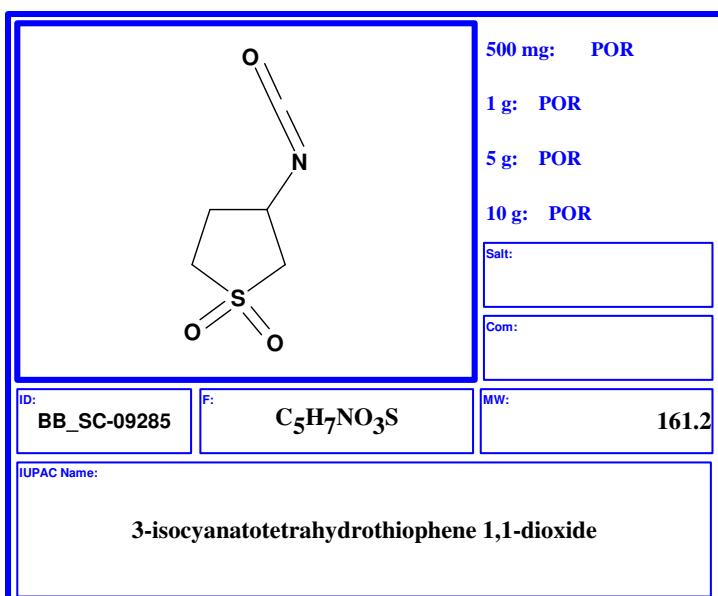 O
N
S
O
O
500 mg: POR
1 g: POR
5 g: POR
10 g: POR
Salt:
Com:
ID:
BB_SC-09285
F:
C5H7NO3S
MW:
161.2
IUPAC Name:
3-isocyanatotetrahydrothiophene 1,1-dioxide